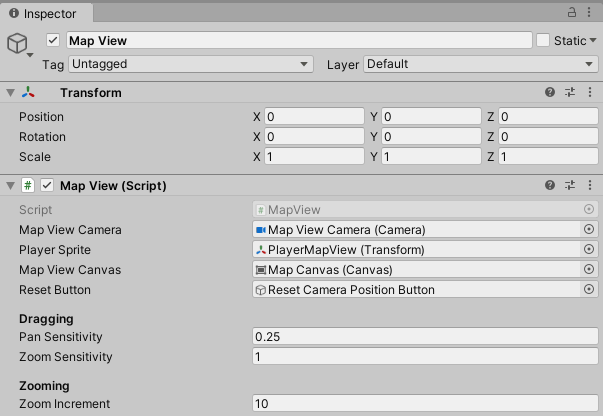 Inspector
Map View Static
Tag Untagged Layer Default
Transform
Position X 0 Y 0 Z 0
Rotation X 0 Y 0 Z 0
Scale X 1 Y 1 Z 1
# Map View (Script)
Script # MapView
Map View Camera Map View Camera (Camera)
Player Sprite PlayerMapView (Transform)
Map View Canvas Map Canvas (Canvas)
Reset Button Reset Camera Position Button
Dragging
Pan Sensitivity 0.25
Zoom Sensitivity 1
Zooming
Zoom Increment 10